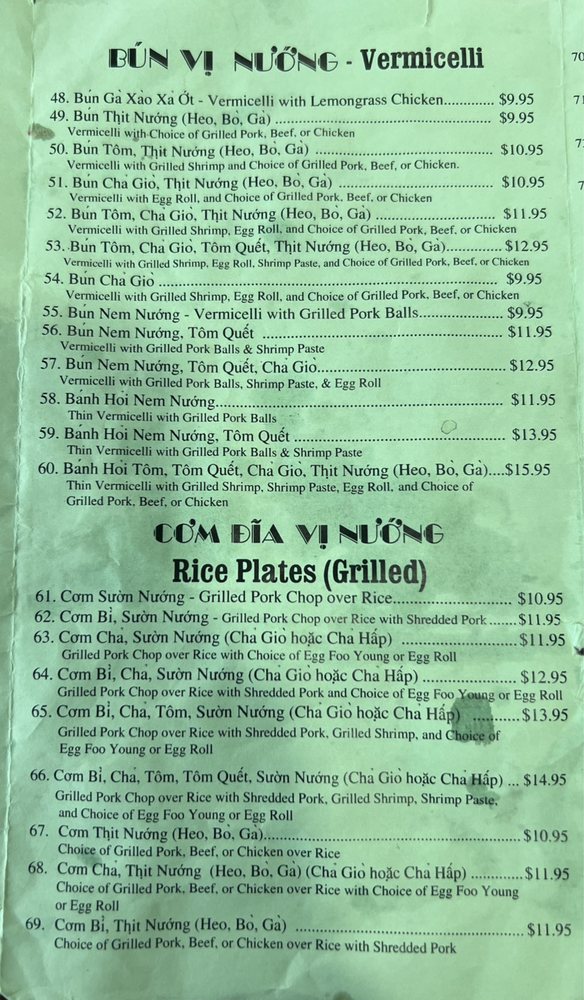 BÚN VỊ NƯỚNG - Vermicelli
48. Bún Gà Xào Xả Ớt - Vermicelli with Lemongrass Chicken............. $9.95
49. Bún Thịt Nướng (Heo, Bò, Gà) ...................................................... $9.95
Vermicelli with Choice of Grilled Pork, Beef, or Chicken
50. Bún Tôm, Thịt Nướng (Heo, Bò, Gà) ............................................ $10.95
Vermicelli with Grilled Shrimp and Choice of Grilled Pork, Beef, or Chicken.
51. Bún Chả Giò, Thịt Nướng (Heo, Bò, Gà) ...................................... $10.95
Vermicelli with Egg Roll, and Choice of Grilled Pork, Beef, or Chicken
52. Bún Tôm, Chả Giò, Thịt Nướng (Heo, Bò, Gà) .............................. $11.95
Vermicelli with Grilled Shrimp, Egg Roll, and Choice of Grilled Pork, Beef, or Chicken
53. Bún Tôm, Chả Giò, Tôm Quết, Thịt Nướng (Heo, Bò, Gà)............. $12.95
Vermicelli with Grilled Shrimp, Egg Roll, Shrimp Paste, and Choice of Grilled Pork, Beef, or Chicken
54. Bún Chả Giò ..................................................................................... $9.95
Vermicelli with Grilled Shrimp, Egg Roll, and Choice of Grilled Pork, Beef, or Chicken
55. Bún Nem Nướng - Vermicelli with Grilled Pork Balls..................... $9.95
56. Bún Nem Nướng, Tôm Quết ............................................................ $11.95
Vermicelli with Grilled Pork Balls & Shrimp Paste
57. Bún Nem Nướng, Tôm Quết, Chả Giò............................................... $12.95
Vermicelli with Grilled Pork Balls, Shrimp Paste, & Egg Roll
58. Bánh Hỏi Nem Nướng........................................................................ $11.95
Thin Vermicelli with Grilled Pork Balls
59. Bánh Hỏi Nem Nướng, Tôm Quết .................................................... $13.95
Thin Vermicelli with Grilled Pork Balls & Shrimp Paste
60. Bánh Hỏi Tôm, Tôm Quết, Chả Giò, Thịt Nướng (Heo, Bò, Gà)....$15.95
Thin Vermicelli with Grilled Shrimp, Shrimp Paste, Egg Roll, and Choice of
Grilled Pork, Beef, or Chicken
CƠM ĐĨA VỊ NƯỚNG
Rice Plates (Grilled)
61. Cơm Sườn Nướng - Grilled Pork Chop over Rice............................. $10.95
62. Cơm Bì, Sườn Nướng - Grilled Pork Chop over Rice with Shredded Pork ...... $11.95
63. Cơm Chả, Sườn Nướng (Chả Giò hoặc Chả Hấp) ........................... $11.95
Grilled Pork Chop over Rice with Choice of Egg Foo Young or Egg Roll
64. Cơm Bì, Chả, Sườn Nướng (Chả Giò hoặc Chả Hấp) ....................... $12.95
Grilled Pork Chop over Rice with Shredded Pork and Choice of Egg Foo Young or Egg Roll
65. Cơm Bì, Chả, Tôm, Sườn Nướng (Chả Giò hoặc Chả Hấp) ............ $13.95
Grilled Pork Chop over Rice with Shredded Pork, Grilled Shrimp, and Choice of
Egg Foo Young or Egg Roll
66. Cơm Bì, Chả, Tôm, Tôm Quết, Sườn Nướng (Chả Giò hoặc Chả Hấp) ... $14.95
Grilled Pork Chop over Rice with Shredded Pork, Grilled Shrimp, Shrimp Paste,
and Choice of Egg Foo Young or Egg Roll
67. Cơm Thịt Nướng (Heo, Bò, Gà)............................................................. $10.95
Choice of Grilled Pork, Beef, or Chicken over Rice
68. Cơm Chả, Thịt Nướng (Heo, Bò, Gà) (Chả Giò hoặc Chả Hấp) ............. $11.95
Choice of Grilled Pork, Beef, or Chicken over Rice with Choice of Egg Foo Young
or Egg Roll
69. Cơm Bì, Thịt Nướng (Heo, Bò, Gà) ......................................................... $11.95
Choice of Grilled Pork, Beef, or Chicken over Rice with Shredded Pork